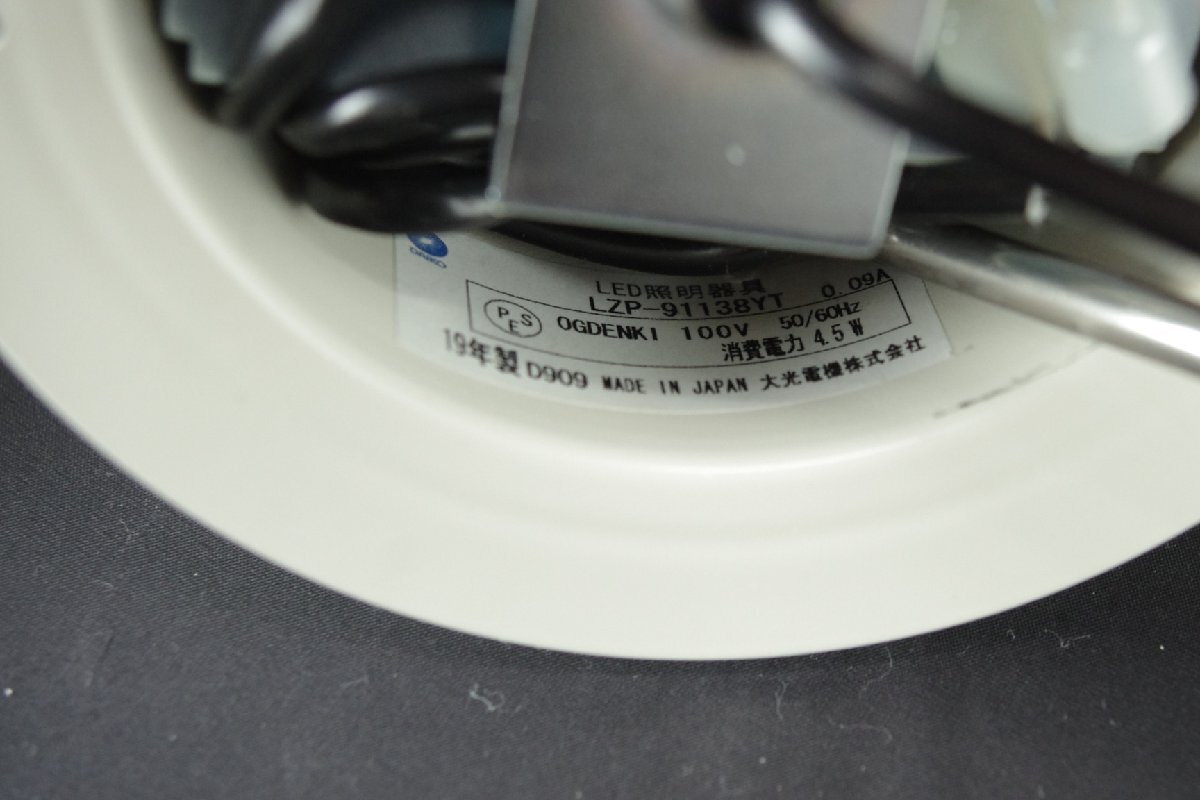 DAIKO
LED照明器具
LZP-91138YT 0.09A
PSE OGDENKI 100V 50/60Hz
消費電力 4.5W
19年製 D909 MADE IN JAPAN 大光電機株式会社